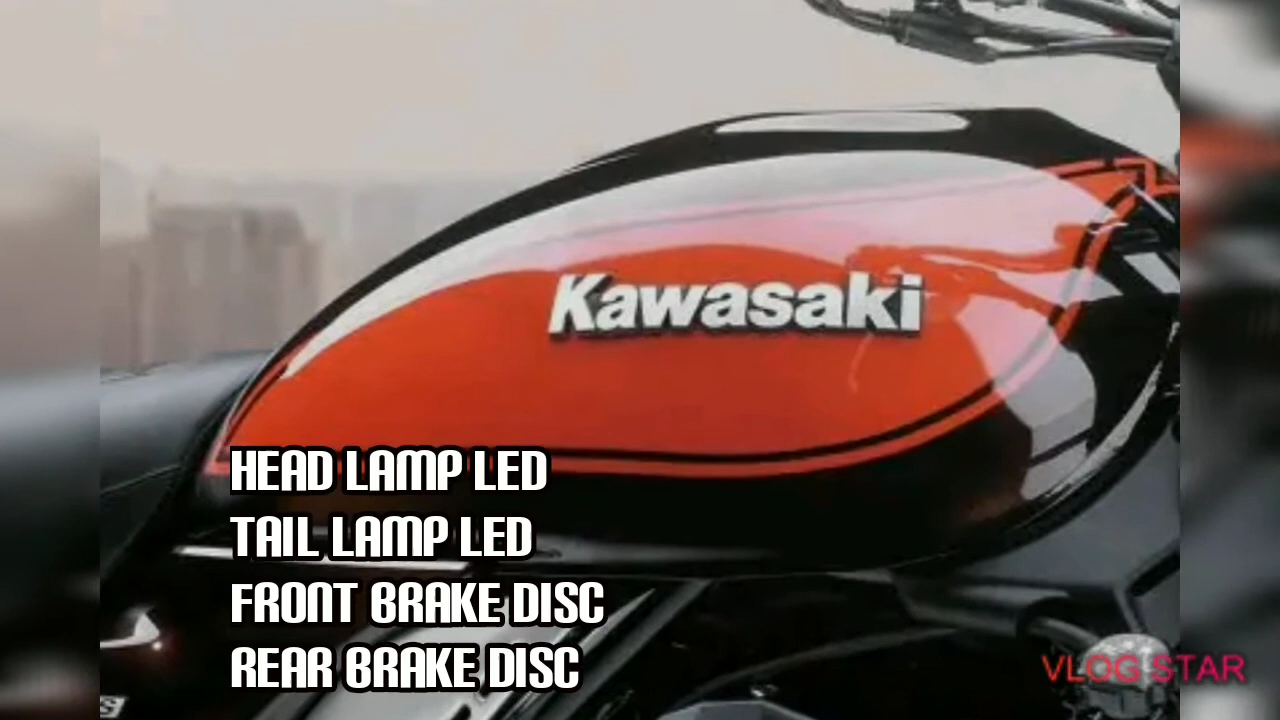 Kawasaki
HEAD LAMP LED
TAIL LAMP LED
FRONT BRAKE DISC
REAR BRAKE DISC
VLOG STAR